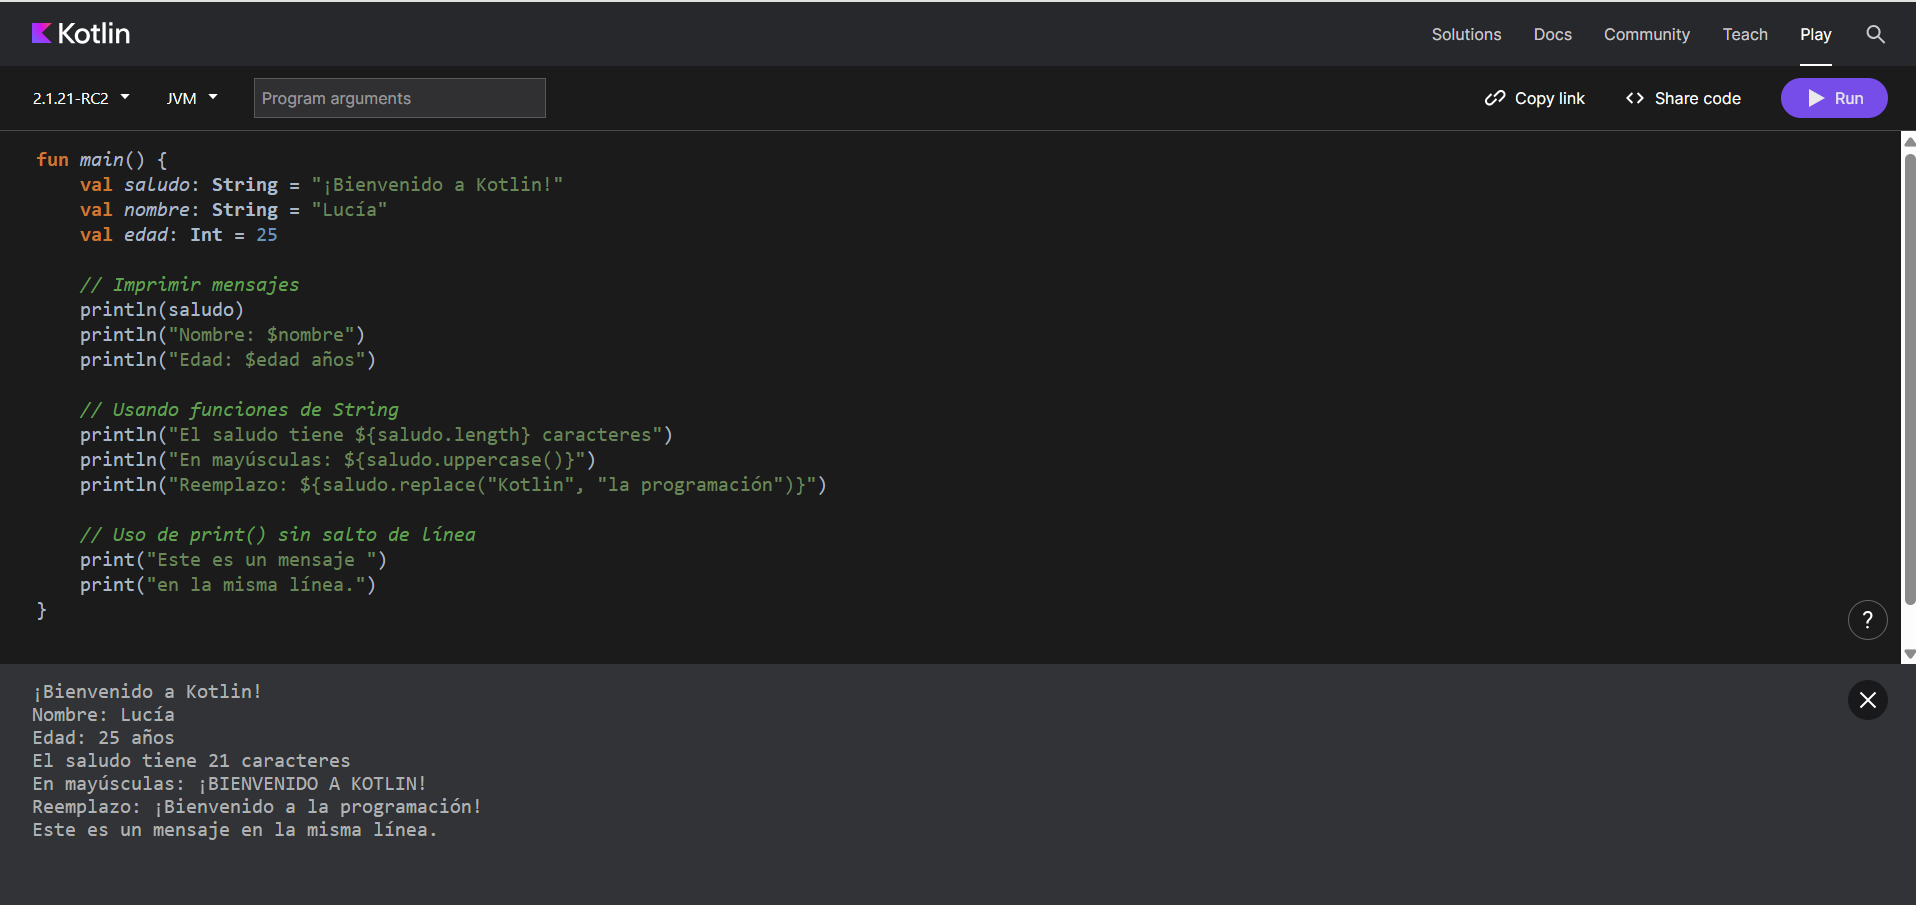 Kotlin
Solutions Docs Community Teach Play
2.1.21-RC2 JVM Program arguments Copy link <> Share code Run
fun main() {
    val saludo: String = "¡Bienvenido a Kotlin!"
    val nombre: String = "Lucía"
    val edad: Int = 25
    // Imprimir mensajes
    println(saludo)
    println("Nombre: $nombre")
    println("Edad: $edad años")
    // Usando funciones de String
    println("El saludo tiene ${saludo.length} caracteres")
    println("En mayúsculas: ${saludo.uppercase()}")
    println("Reemplazo: ${saludo.replace("Kotlin", "la programación")}")
    // Uso de print() sin salto de línea
    print("Este es un mensaje ")
    print("en la misma línea.")
}
?
¡Bienvenido a Kotlin!
Nombre: Lucía
Edad: 25 años
El saludo tiene 21 caracteres
En mayúsculas: ¡BIENVENIDO A KOTLIN!
Reemplazo: ¡Bienvenido a la programación!
Este es un mensaje en la misma línea.